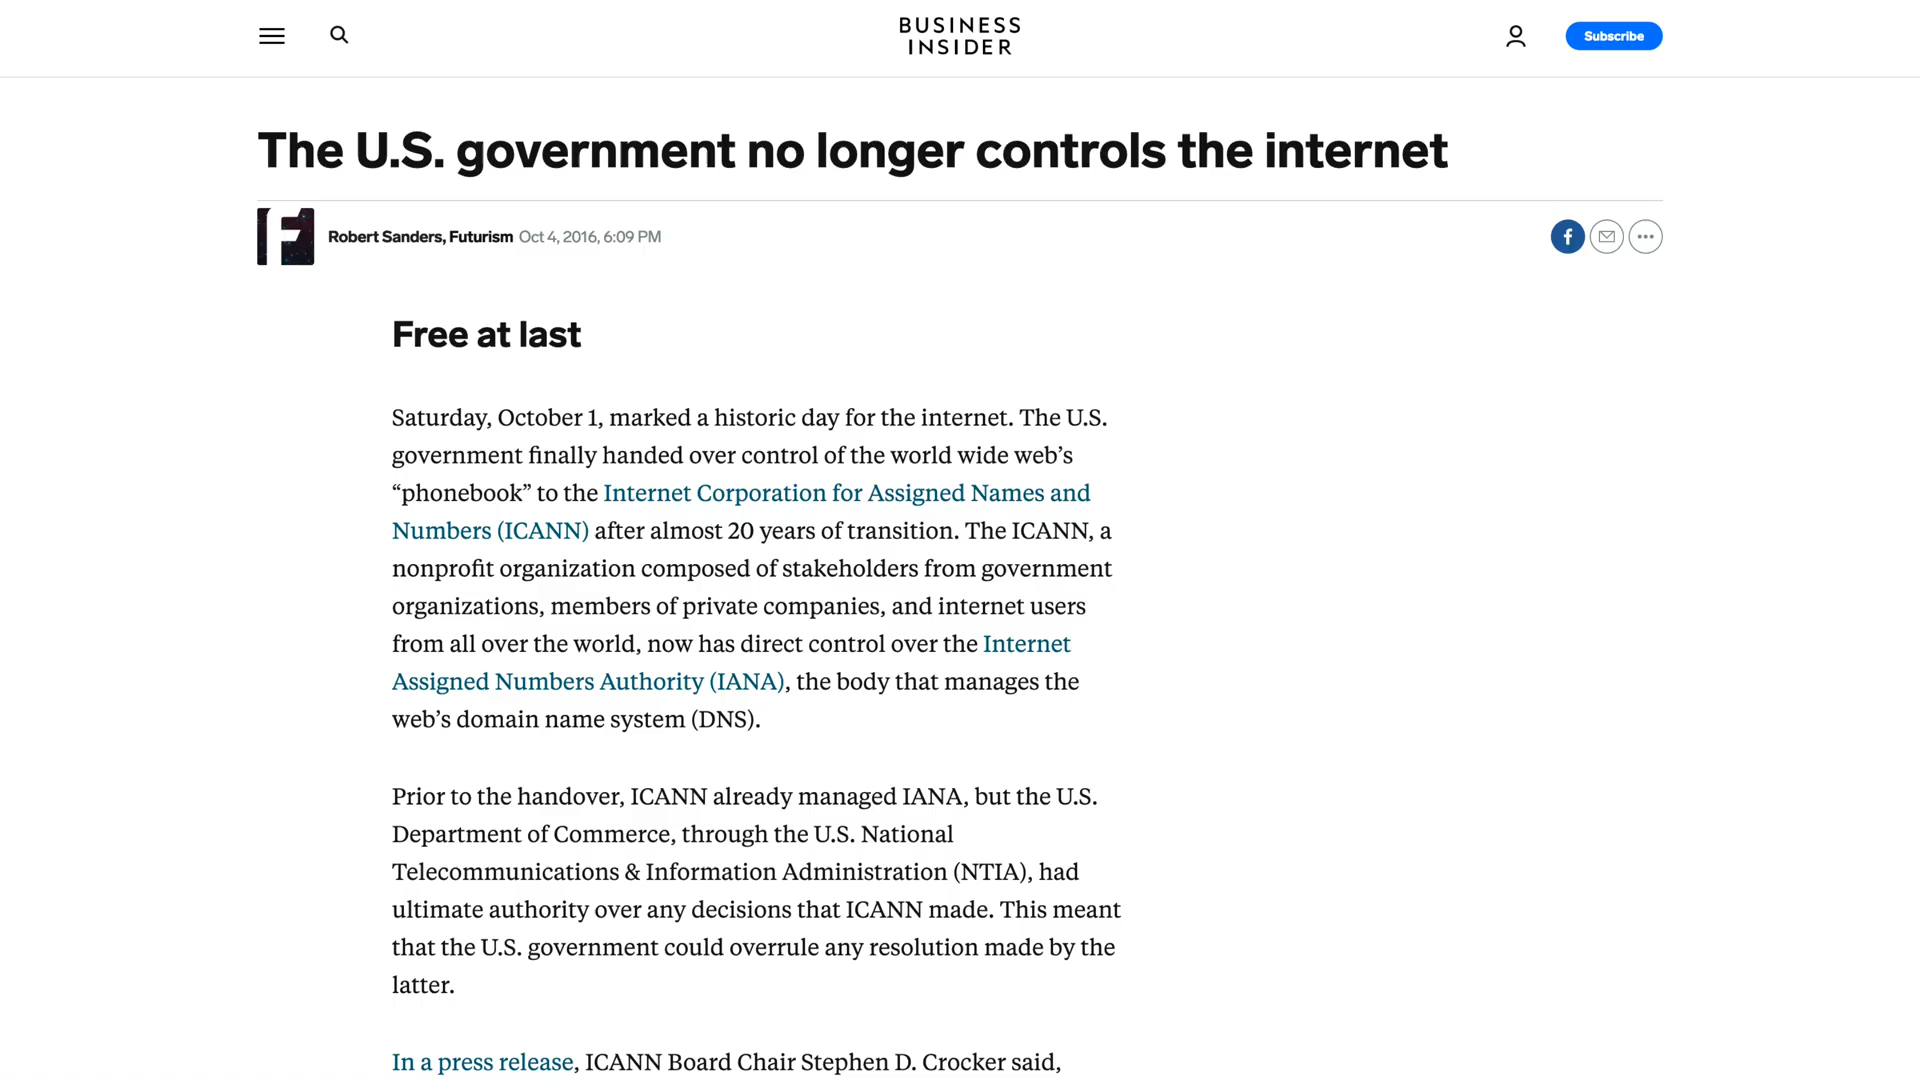 BUSINESS
INSIDER
Subscribe
The U.S. government no longer controls the internet
Robert Sanders, Futurism Oct 4, 2016, 6:09 PM
Free at last
Saturday, October 1, marked a historic day for the internet. The U.S.
government finally handed over control of the world wide web’s
“phonebook” to the Internet Corporation for Assigned Names and
Numbers (ICANN) after almost 20 years of transition. The ICANN, a
nonprofit organization composed of stakeholders from government
organizations, members of private companies, and internet users
from all over the world, now has direct control over the Internet
Assigned Numbers Authority (IANA), the body that manages the
web’s domain name system (DNS).
Prior to the handover, ICANN already managed IANA, but the U.S.
Department of Commerce, through the U.S. National
Telecommunications & Information Administration (NTIA), had
ultimate authority over any decisions that ICANN made. This meant
that the U.S. government could overrule any resolution made by the
latter.
In a press release, ICANN Board Chair Stephen D. Crocker said,